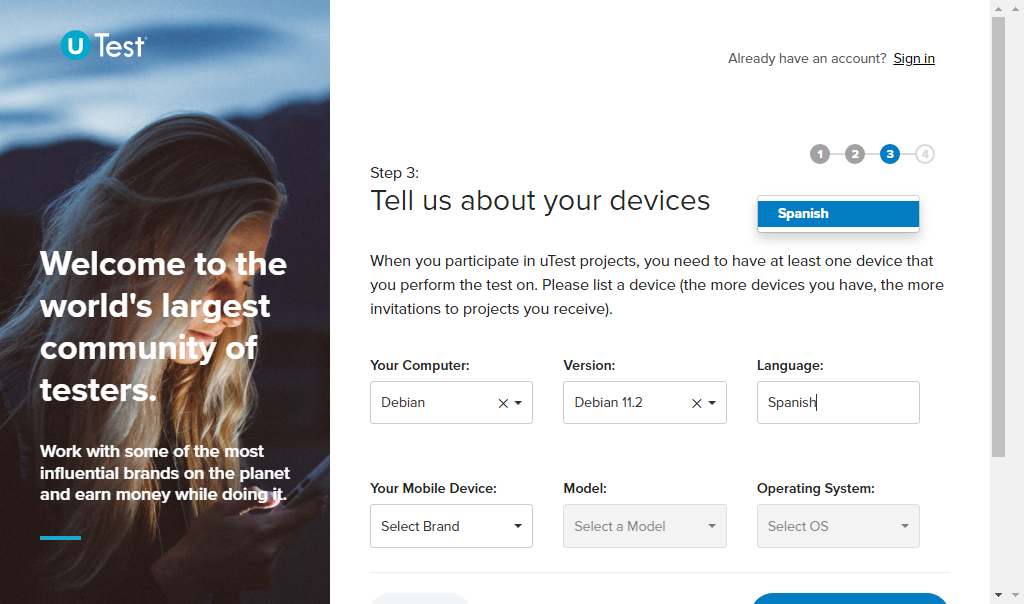 U Test
Welcome to the
world's largest
community of
testers.
Work with some of the most
influential brands on the planet
and earn money while doing it.
Already have an account? Sign in
1 2 3 4
Step 3:
Tell us about your devices
Spanish
When you participate in uTest projects, you need to have at least one device that
you perform the test on. Please list a device (the more devices you have, the more
invitations to projects you receive).
Your Computer: Version: Language:
Debian Debian 11.2 Spanish
Your Mobile Device: Model: Operating System:
Select Brand Select a Model Select OS